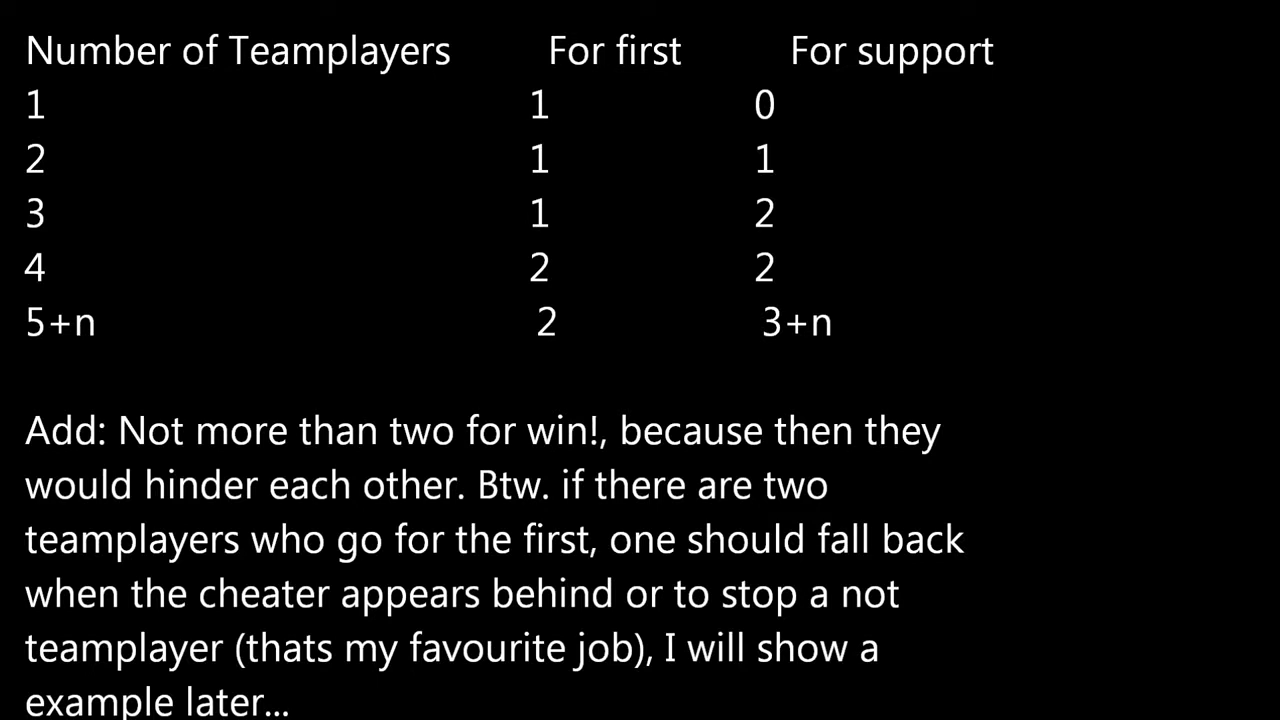 Number of Teamplayers For first For support
1 1 0
2 1 1
3 1 2
4 2 2
5+n 2 3+n
Add: Not more than two for win!, because then they
would hinder each other. Btw. if there are two
teamplayers who go for the first, one should fall back
when the cheater appears behind or to stop a not
teamplayer (thats my favourite job), I will show a
example later...